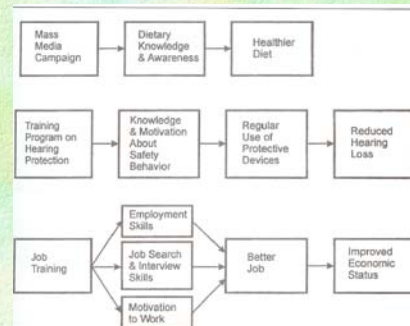 Mass
Media
Campaign
Dietary
Knowledge
& Awareness
Healthier
Diet
Training
Program on
Hearing
Protection
Knowledge
& Motivation
About
Safety
Behavior
Regular
Use of
Protective
Devices
Reduced
Hearing
Loss
Job
Training
Employment
Skills
Job Search
& Interview
Skills
Motivation
to Work
Better
Job
Improved
Economic
Status